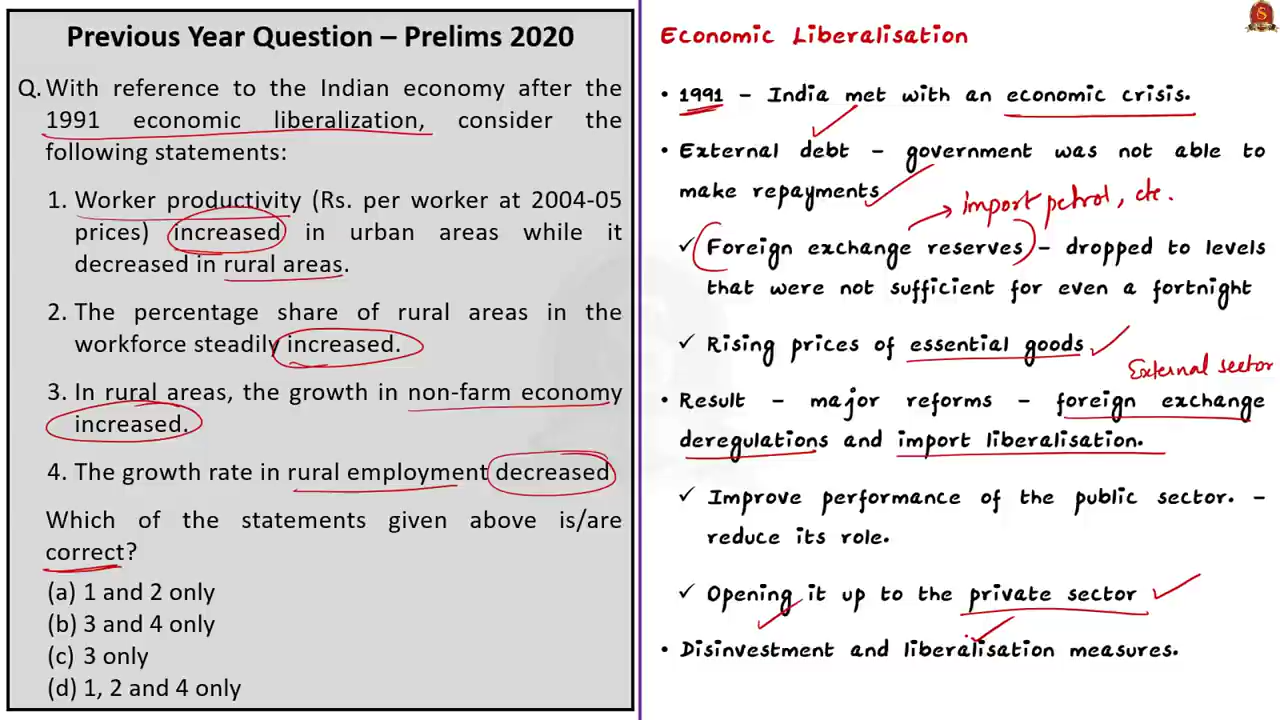 Previous Year Question – Prelims 2020
Q. With reference to the Indian economy after the
1991 economic liberalization, consider the
following statements:
1. Worker productivity (Rs. per worker at 2004-05
prices) increased in urban areas while it
decreased in rural areas.
2. The percentage share of rural areas in the
workforce steadily increased.
3. In rural areas, the growth in non-farm economy
increased.
4. The growth rate in rural employment decreased
Which of the statements given above is/are
correct?
(a) 1 and 2 only
(b) 3 and 4 only
(c) 3 only
(d) 1, 2 and 4 only
Economic Liberalisation
• 1991 – India met with an economic crisis.
• External debt – government was not able to
make repayments
import petrol, etc.
✓ Foreign exchange reserves – dropped to levels
that were not sufficient for even a fortnight
✓ Rising prices of essential goods
External sector
• Result – major reforms – foreign exchange
deregulations and import liberalisation.
✓ Improve performance of the public sector. –
reduce its role.
✓ Opening it up to the private sector
• Disinvestment and liberalisation measures.